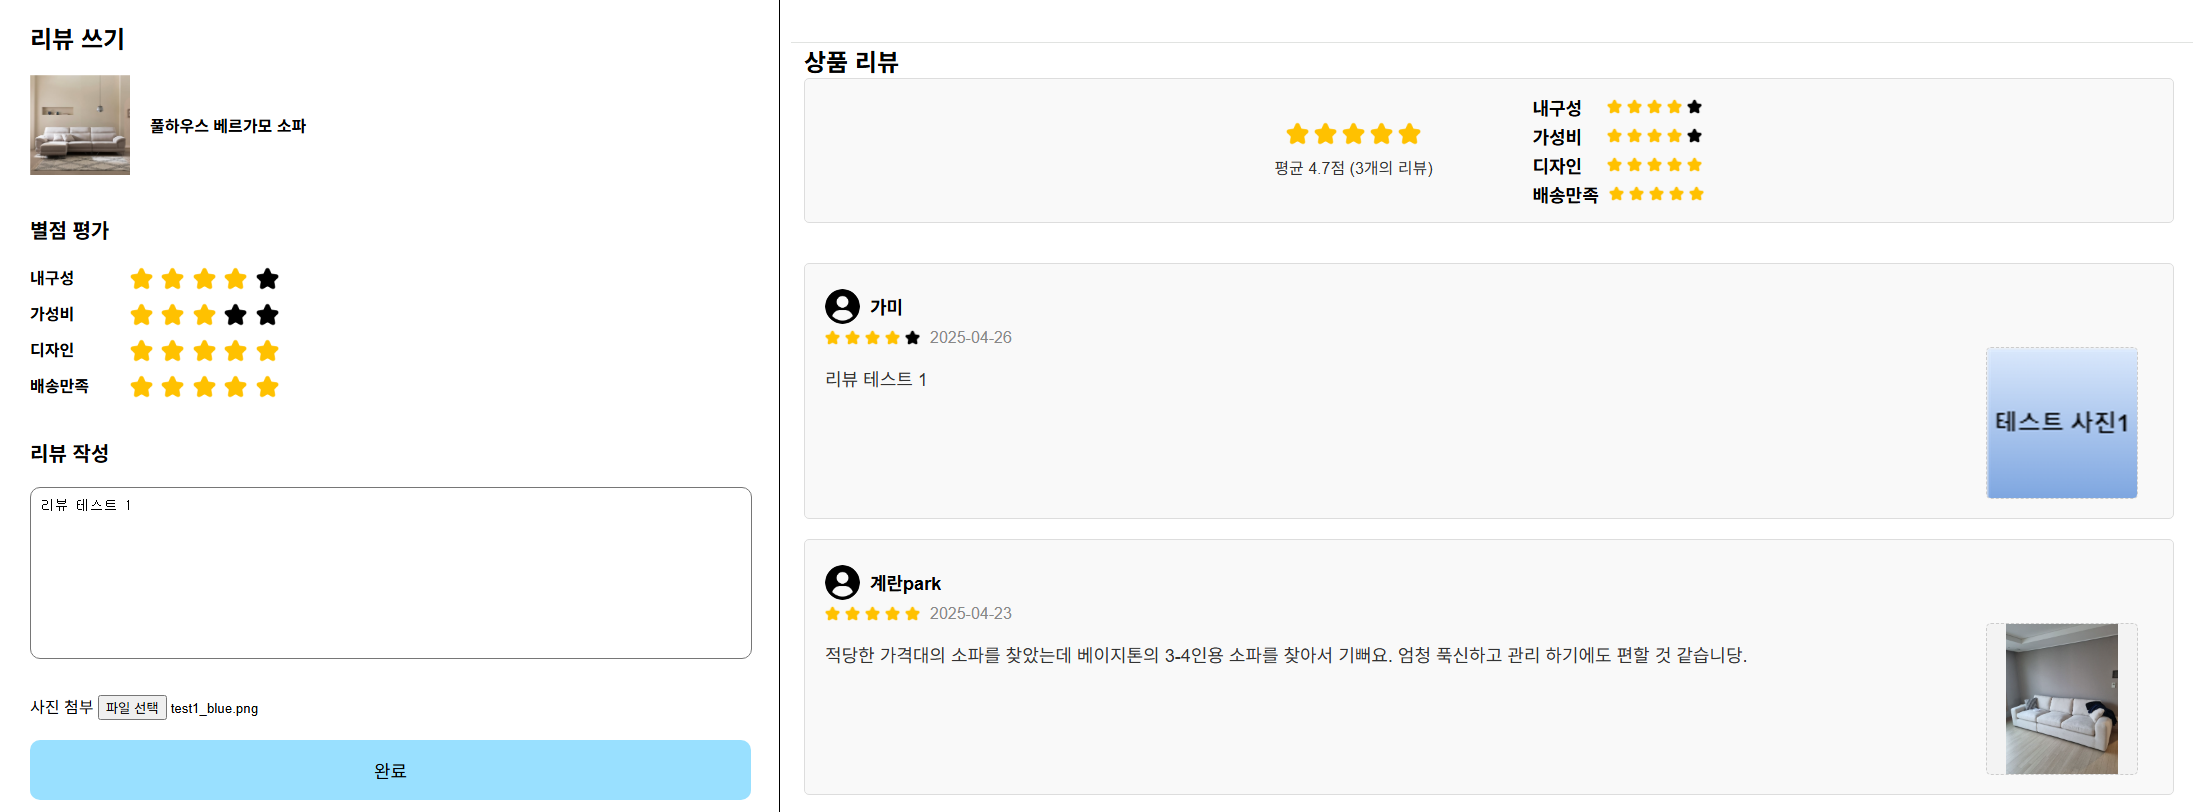 리뷰 쓰기
풀하우스 베르가모 소파
별점 평가
내구성
가성비
디자인
배송만족
리뷰 작성
리뷰 테스트 1
사진 첨부 파일 선택 test1_blue.png
완료
상품 리뷰
평균 4.7점 (3개의 리뷰)
내구성
가성비
디자인
배송만족
가미
2025-04-26
리뷰 테스트 1
테스트 사진1
계란park
2025-04-23
적당한 가격대의 소파를 찾았는데 베이지톤의 3-4인용 소파를 찾아서 기뻐요. 엄청 푹신하고 관리 하기에도 편할 것 같습니당.